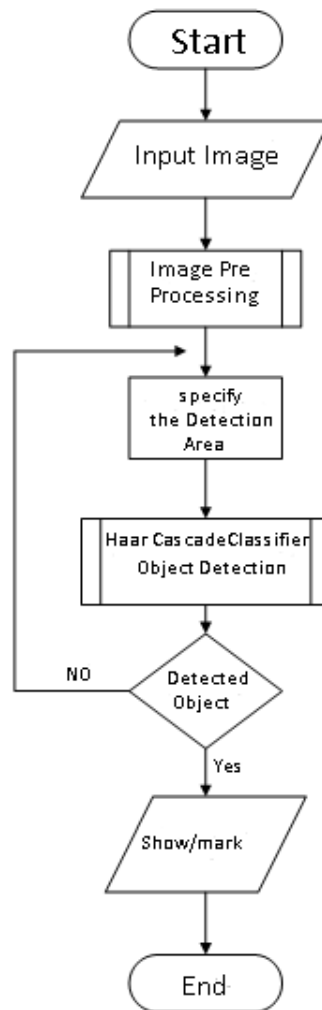 Start
Input Image
Image Pre
Processing
specify
the Detection
Area
Haar CascadeClassifier
Object Detection
NO
Detected
Object
Yes
Show/mark
End